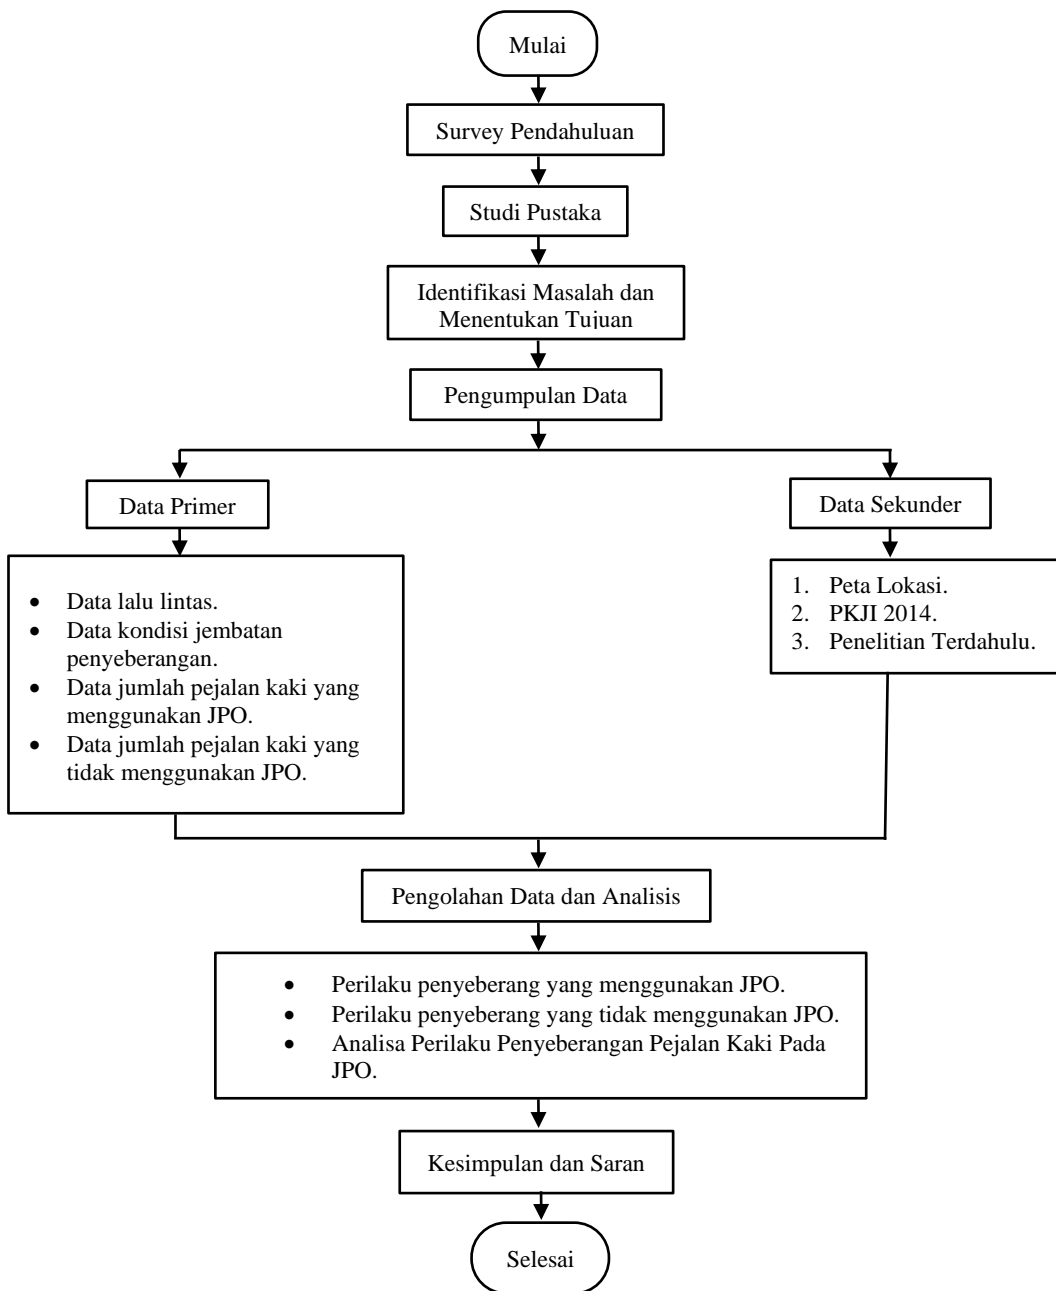 Mulai
Survey Pendahuluan
Studi Pustaka
Identifikasi Masalah dan
Menentukan Tujuan
Pengumpulan Data
Data Primer
Data Sekunder
• Data lalu lintas.
• Data kondisi jembatan
penyeberangan.
• Data jumlah pejalan kaki yang
menggunakan JPO.
• Data jumlah pejalan kaki yang
tidak menggunakan JPO.
1. Peta Lokasi.
2. PKJI 2014.
3. Penelitian Terdahulu.
Pengolahan Data dan Analisis
• Perilaku penyeberang yang menggunakan JPO.
• Perilaku penyeberang yang tidak menggunakan JPO.
• Analisa Perilaku Penyeberangan Pejalan Kaki Pada
JPO.
Kesimpulan dan Saran
Selesai